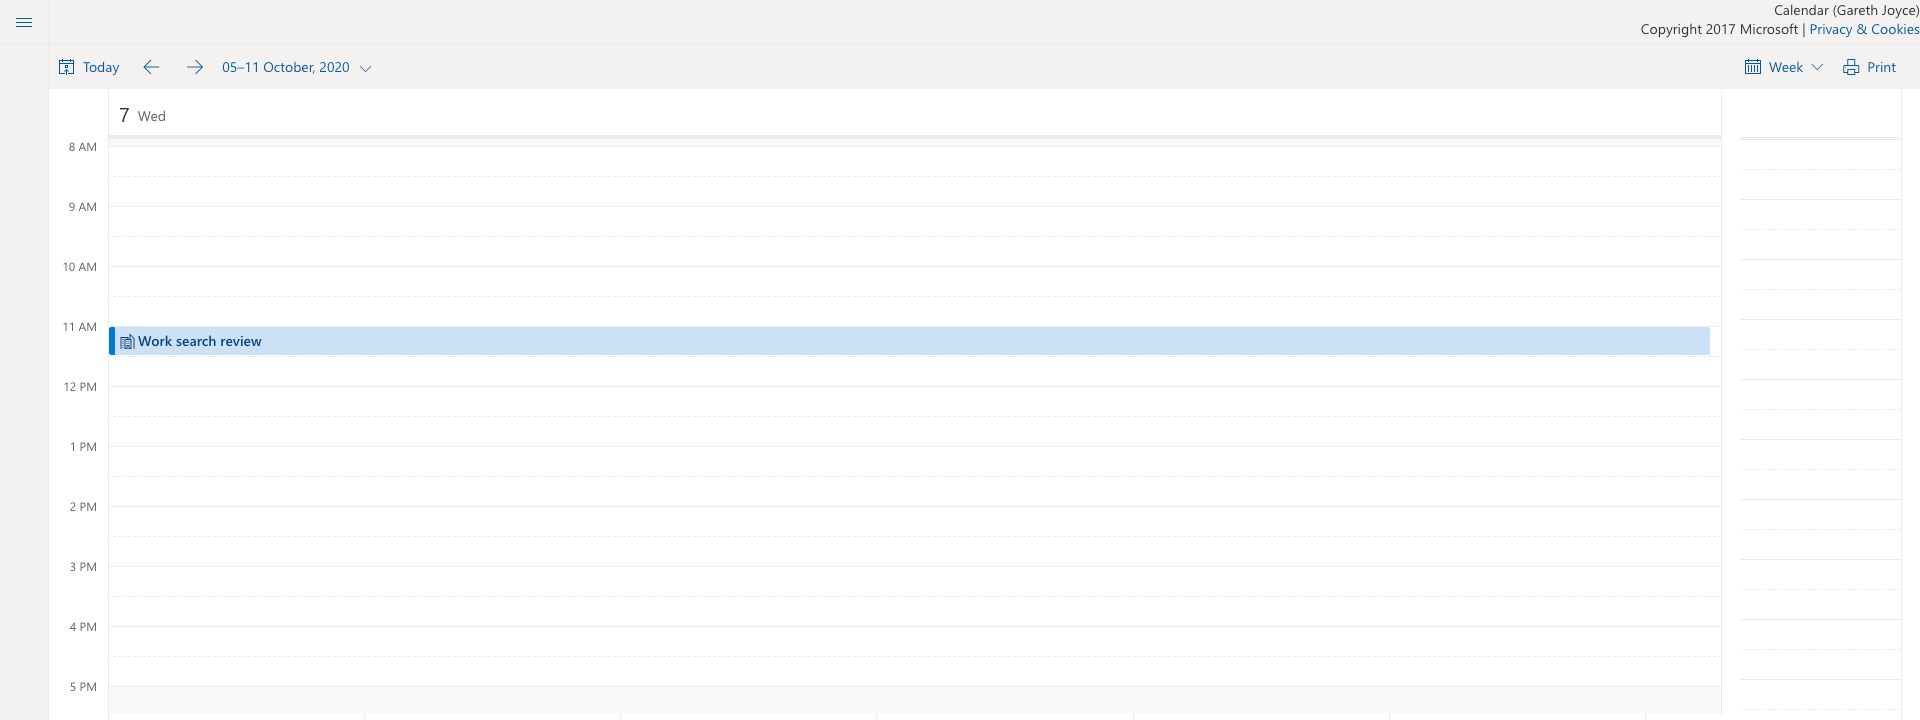 Calendar (Gareth Joyce)
Copyright 2017 Microsoft | Privacy & Cookies
Today
05–11 October, 2020
Week
Print
7 Wed
8 AM
9 AM
10 AM
11 AM
Work search review
12 PM
1 PM
2 PM
3 PM
4 PM
5 PM